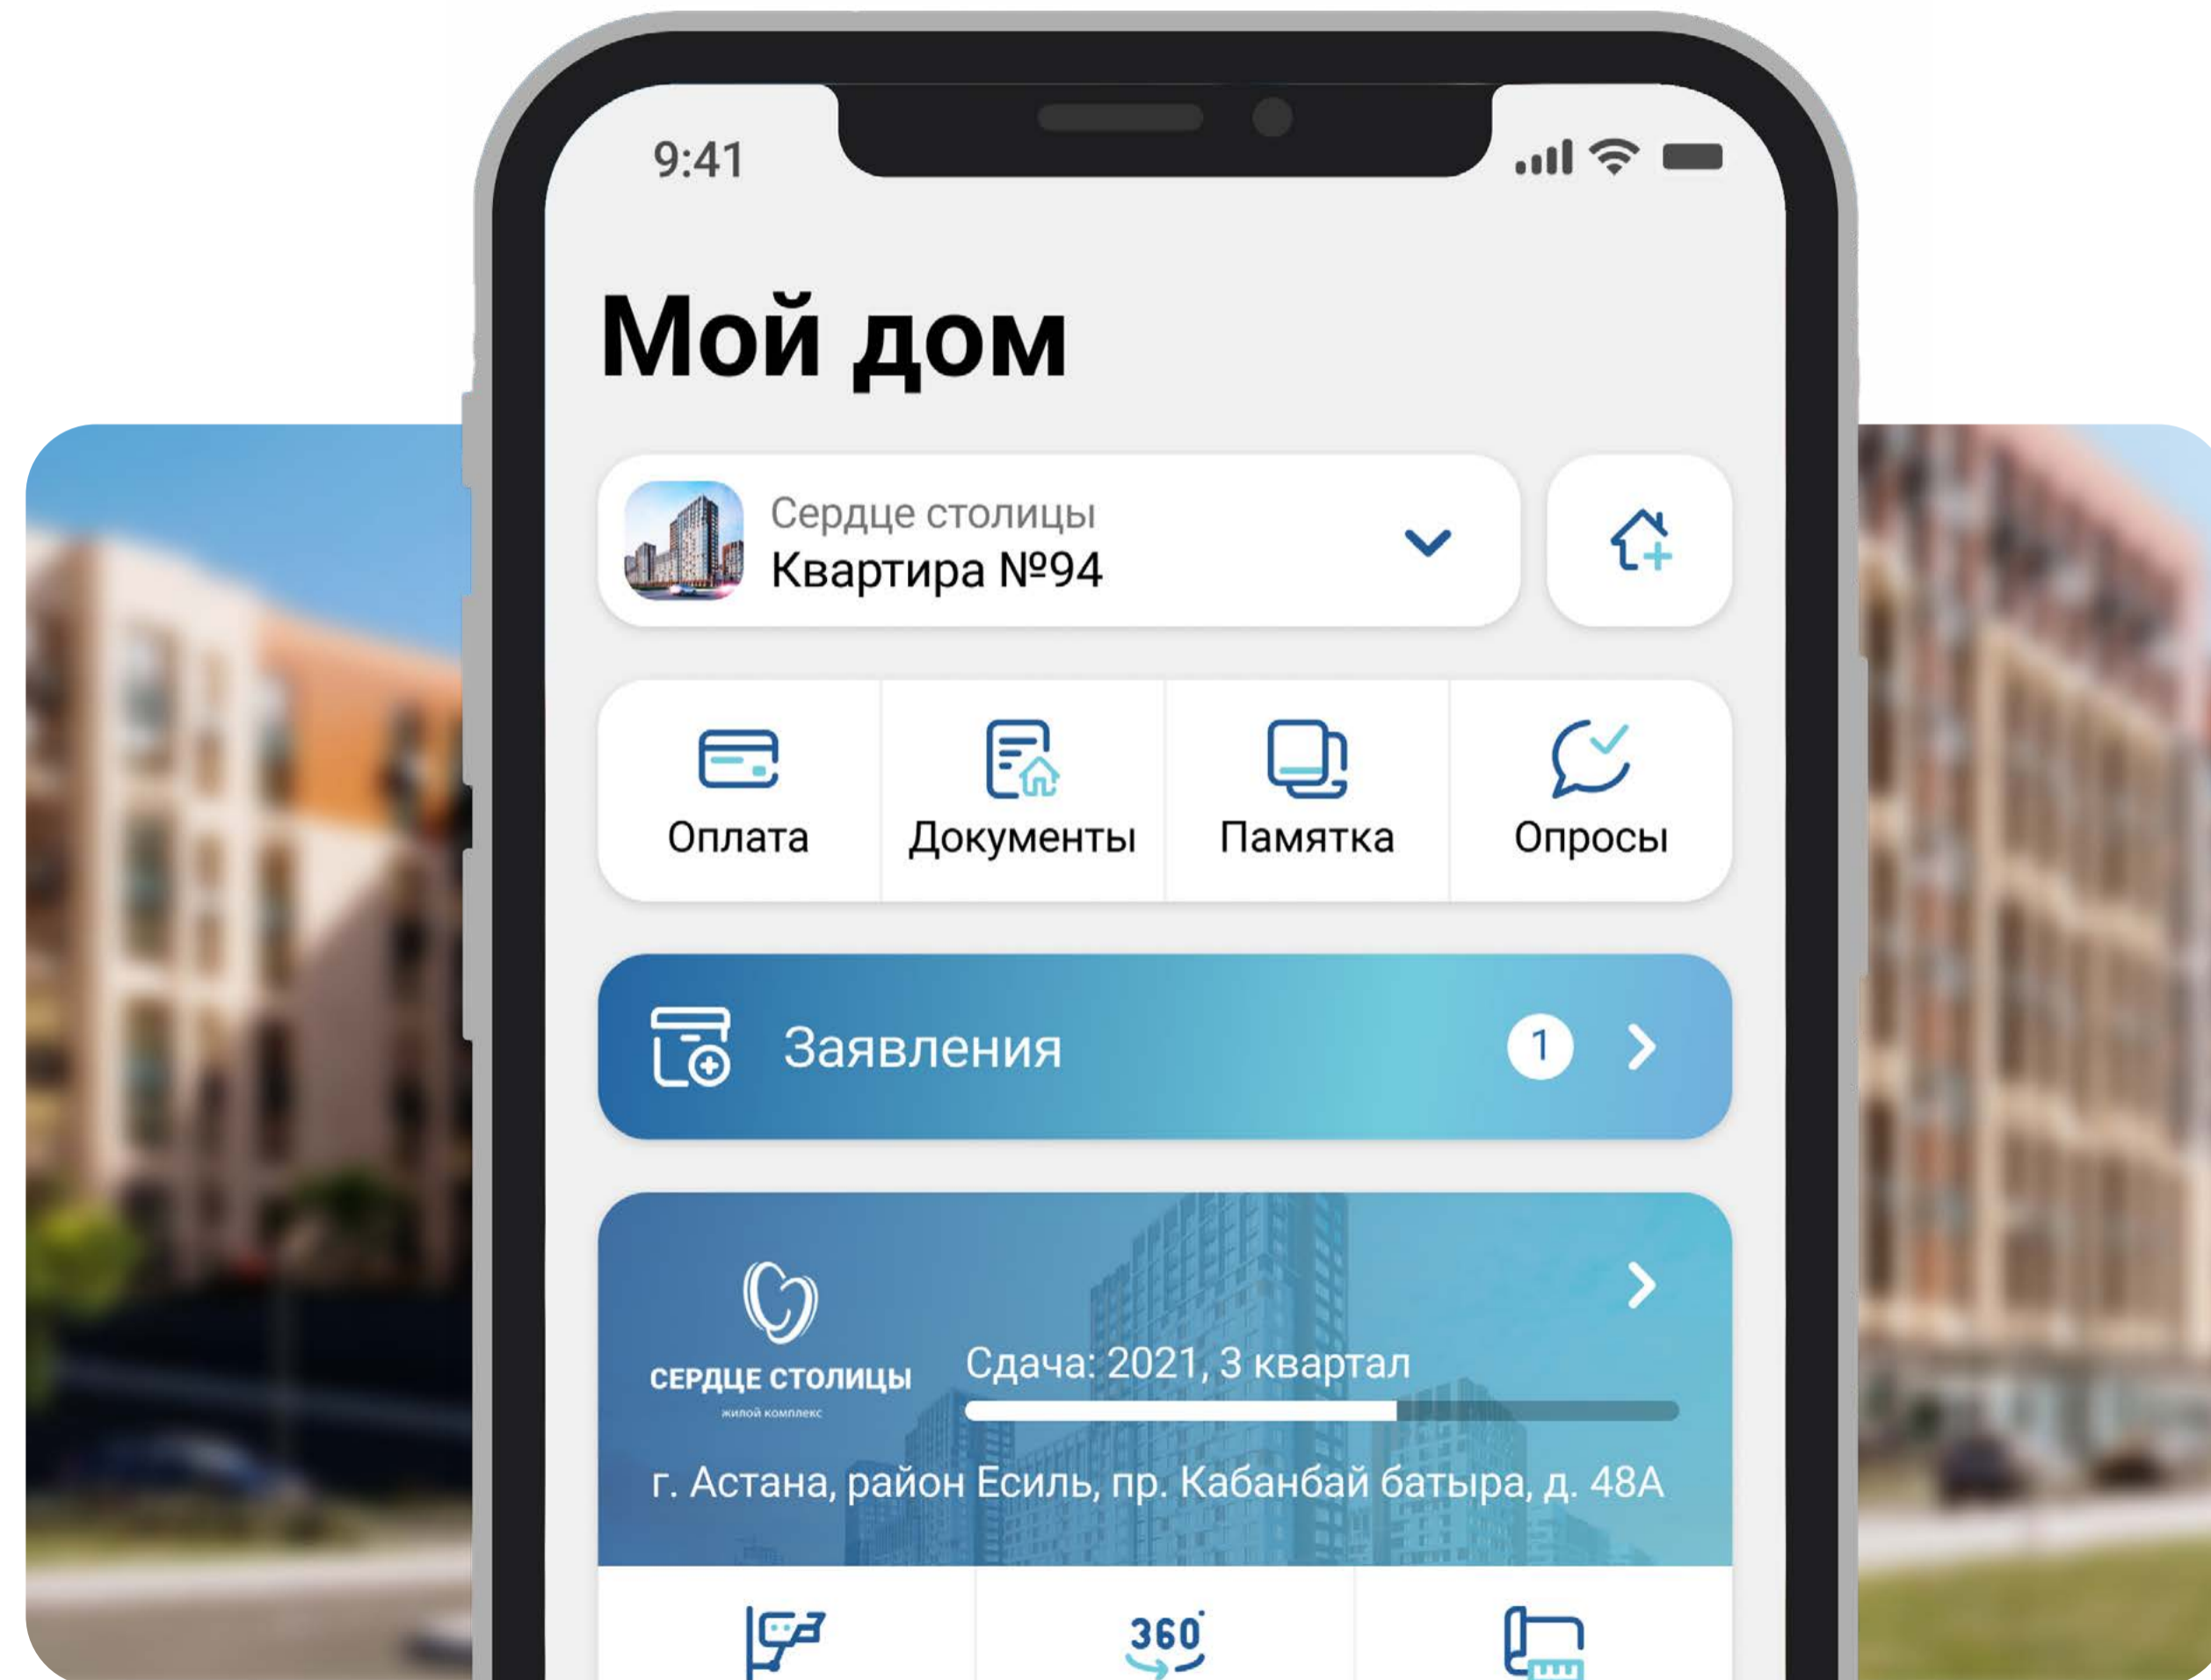 9:41
Мой дом
Сердце столицы
Квартира №94
Оплата
Документы
Памятка
Опросы
Заявления
1
СЕРДЦЕ СТОЛИЦЫ
жилой комплекс
Сдача: 2021, 3 квартал
г. Астана, район Есиль, пр. Кабанбай батыра, д. 48А
360°